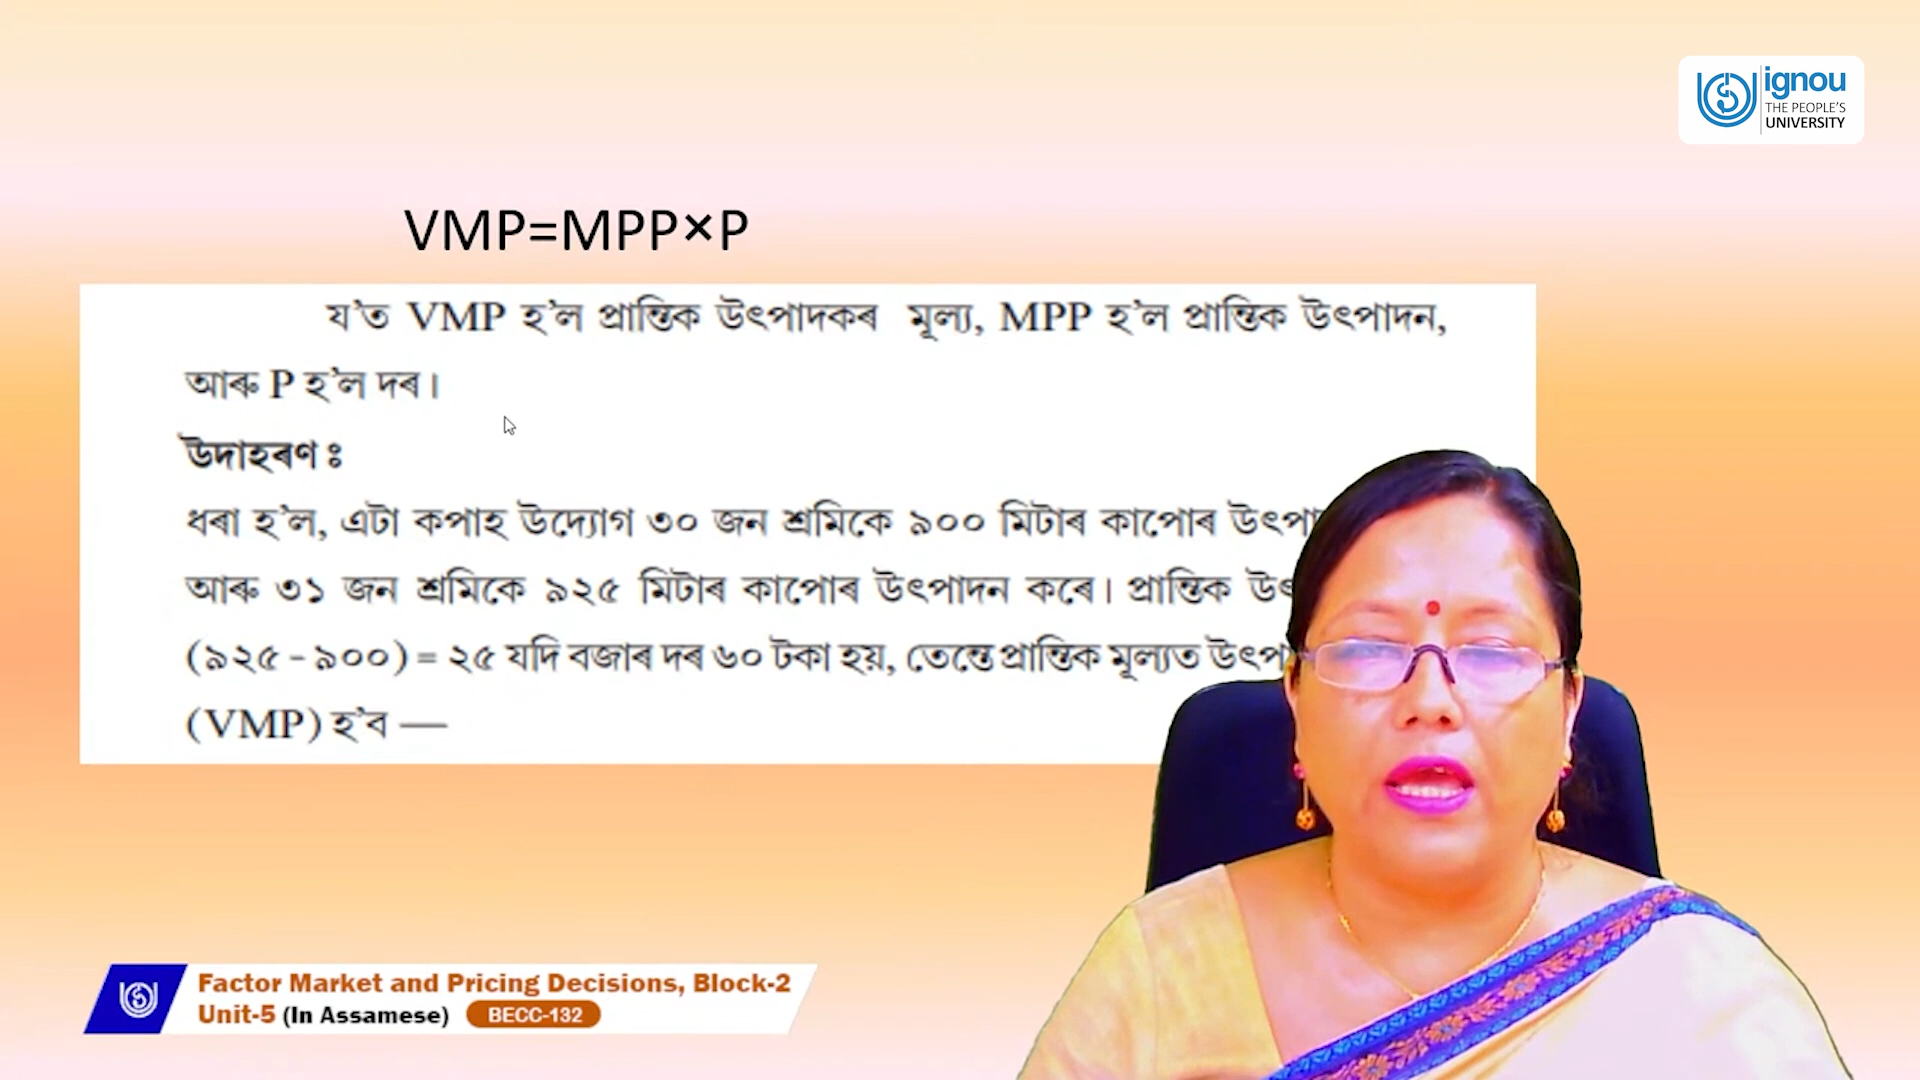 ignou
THE PEOPLE'S
UNIVERSITY
VMP=MPP×P
য'ত VMP হ'ল প্ৰান্তিক উৎপাদকৰ মূল্য, MPP হ'ল প্ৰান্তিক উৎপাদন,
আৰু P হ'ল দৰ।
উদাহৰণ ঃ
ধৰা হ'ল, এটা কপাহ উদ্যোগ ৩০ জন শ্ৰমিকে ৯০০ মিটাৰ কাপোৰ
আৰু ৩১ জন শ্ৰমিকে ৯২৫ মিটাৰ কাপোৰ উৎপাদন কৰে। প্ৰান্তিক
(৯২৫-৯০০) = ২৫ যদি বজাৰ দৰ ৬০ টকা হয়, তেন্তে প্ৰান্তিক মূল্যত
(VMP) হ'ব —
Factor Market and Pricing Decisions, Block-2
Unit-5 (In Assamese) BECC-132